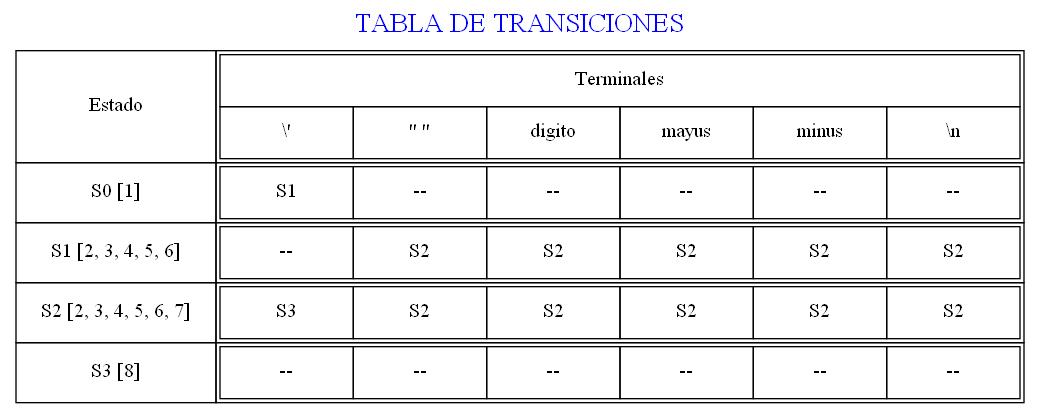 TABLA DE TRANSICIONES
Estado Terminales
\' " " digito mayus minus \n
S0 [1] S1 -- -- -- -- --
S1 [2, 3, 4, 5, 6] -- S2 S2 S2 S2 S2
S2 [2, 3, 4, 5, 6, 7] S3 S2 S2 S2 S2 S2
S3 [8] -- -- -- -- -- --